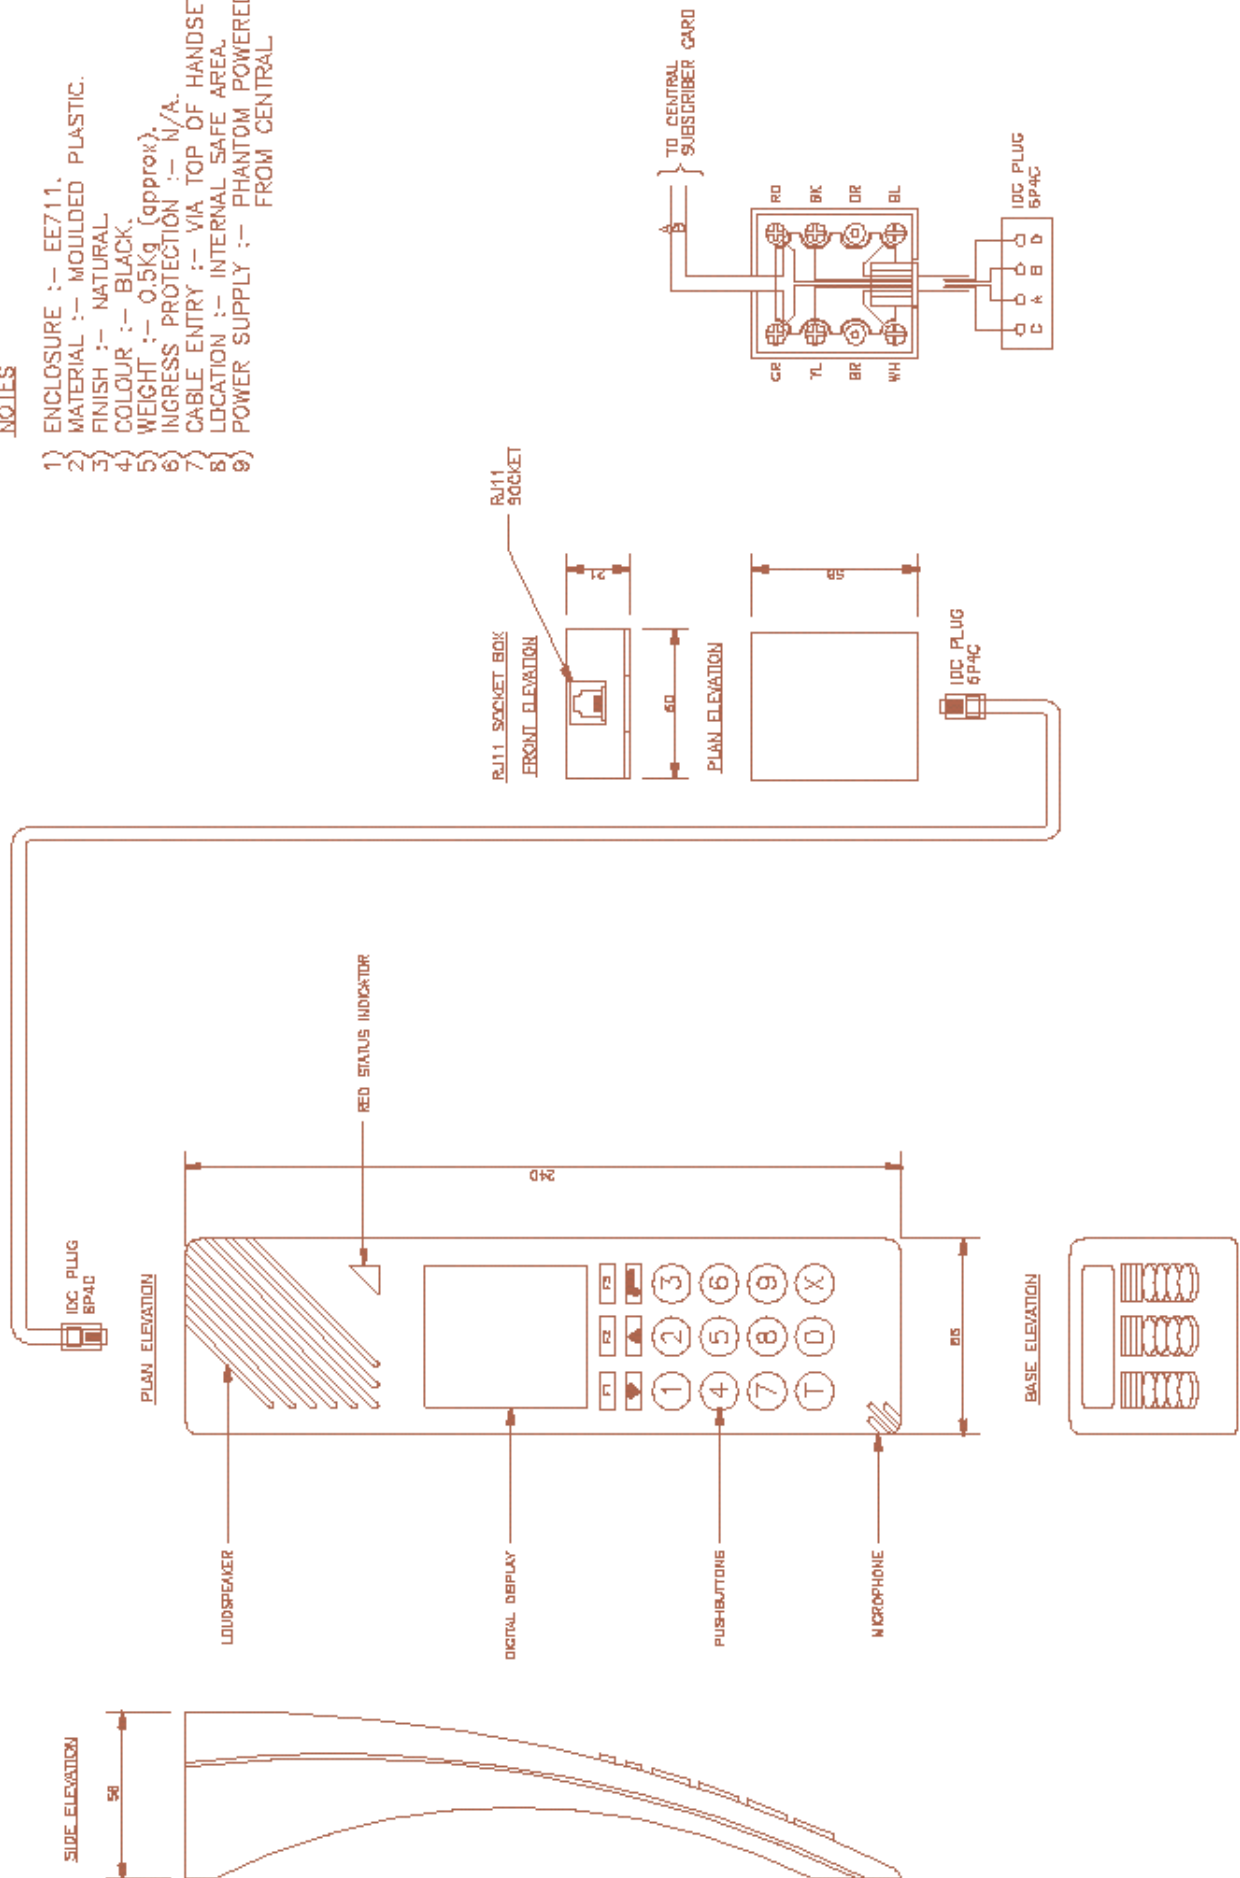 NOTES
1) ENCLOSURE :- EE711.
2) MATERIAL :- MOULDED PLASTIC.
3) FINISH :- NATURAL.
4) COLOUR :- BLACK.
5) WEIGHT :- 0.5Kg (approx).
6) INGRESS PROTECTION :- N/A.
7) CABLE ENTRY :- VIA TOP OF HANDSE
8) LOCATION :- INTERNAL SAFE AREA.
9) POWER SUPPLY :- PHANTOM POWERED
FROM CENTRAL.
SIDE ELEVATION
58
IDC PLUG
6P4C
PLAN ELEVATION
LOUDSPEAKER
RED STATUS INDICATOR
DIGITAL DISPLAY
PUSHBUTTONS
MICROPHONE
240
F1 F2 F3
1 2 3
4 5 6
7 8 9
T 0 X
BASE ELEVATION
RJ11 SOCKET BOX
FRONT ELEVATION
RJ11
SOCKET
21
60
PLAN ELEVATION
58
IDC PLUG
6P4C
TO CENTRAL
SUBSCRIBER CARD
A
B
GR RD
YL BK
BR OR
WH BL
C A B D
IDC PLUG
6P4C